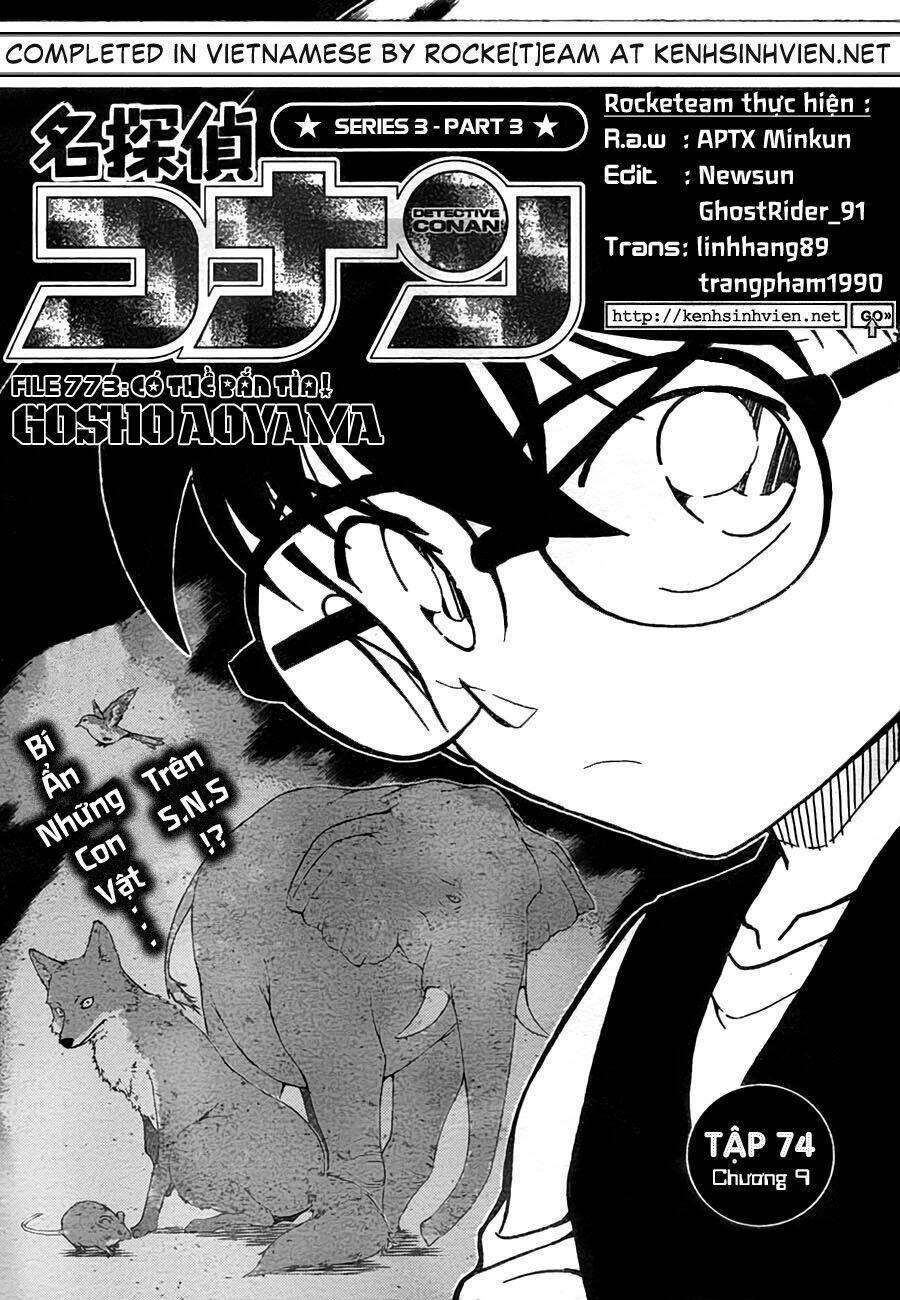 COMPLETED IN VIETNAMESE BY ROCKE[T]EAM AT KENHSINHVIEN.NET
名探偵
コナン
DETECTIVE
CONAN
★ SERIES 3 - PART 3 ★
Rocketeam thực hiện :
R.a.w : APTX Minkun
Edit : Newsun
GhostRider_91
Trans: linhhang89
trangpham1990
http://kenhsinhvien.net GO»
FILE 773: CÓ THỂ BẮN TỈA!
GOSHO AOYAMA
Bí
Ẩn
Những
Con
Vật
...
Trên
S.N.S
!?
TẬP 74
Chương 9